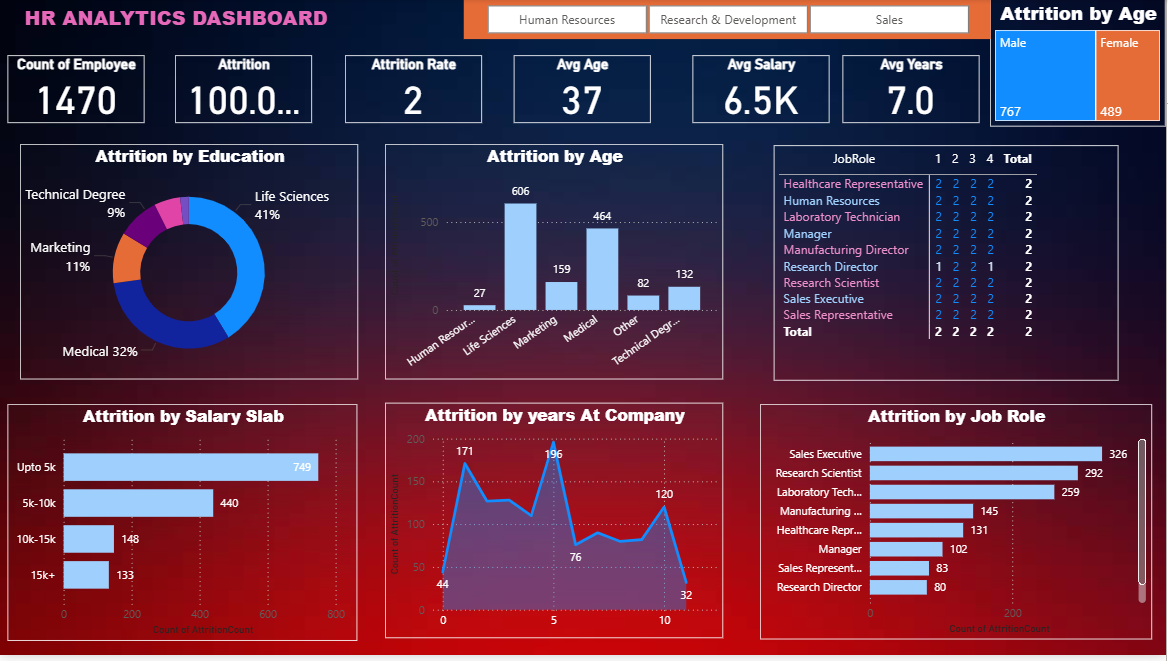 HR ANALYTICS DASHBOARD
Human Resources
Research & Development
Sales
Attrition by Age
Male
Female
767
489
Count of Employee
1470
Attrition
100.0...
Attrition Rate
2
Avg Age
37
Avg Salary
6.5K
Avg Years
7.0
Attrition by Education
Technical Degree
9%
Life Sciences
41%
Marketing
11%
Medical 32%
Attrition by Age
500
0
27
606
159
464
82
132
Human Resour...
Life Sciences
Marketing
Medical
Other
Technical Degr...
JobRole 1 2 3 4 Total
Healthcare Representative 2 2 2 2 2
Human Resources 2 2 2 2 2
Laboratory Technician 2 2 2 2 2
Manager 2 2 2 2 2
Manufacturing Director 2 2 2 2 2
Research Director 1 2 2 1 2
Research Scientist 2 2 2 2 2
Sales Executive 2 2 2 2 2
Sales Representative 2 2 2 2 2
Total 2 2 2 2 2
Attrition by Salary Slab
Upto 5k 749
5k-10k 440
10k-15k 148
15k+ 133
0 200 400 600 800
Count of AttritionCount
Attrition by years At Company
Count of AttritionCount
200
150
100
50
0
44
171
196
76
120
32
0 5 10
Attrition by Job Role
Sales Executive 326
Research Scientist 292
Laboratory Tech... 259
Manufacturing ... 145
Healthcare Repr... 131
Manager 102
Sales Represent... 83
Research Director 80
0 200
Count of AttritionCount